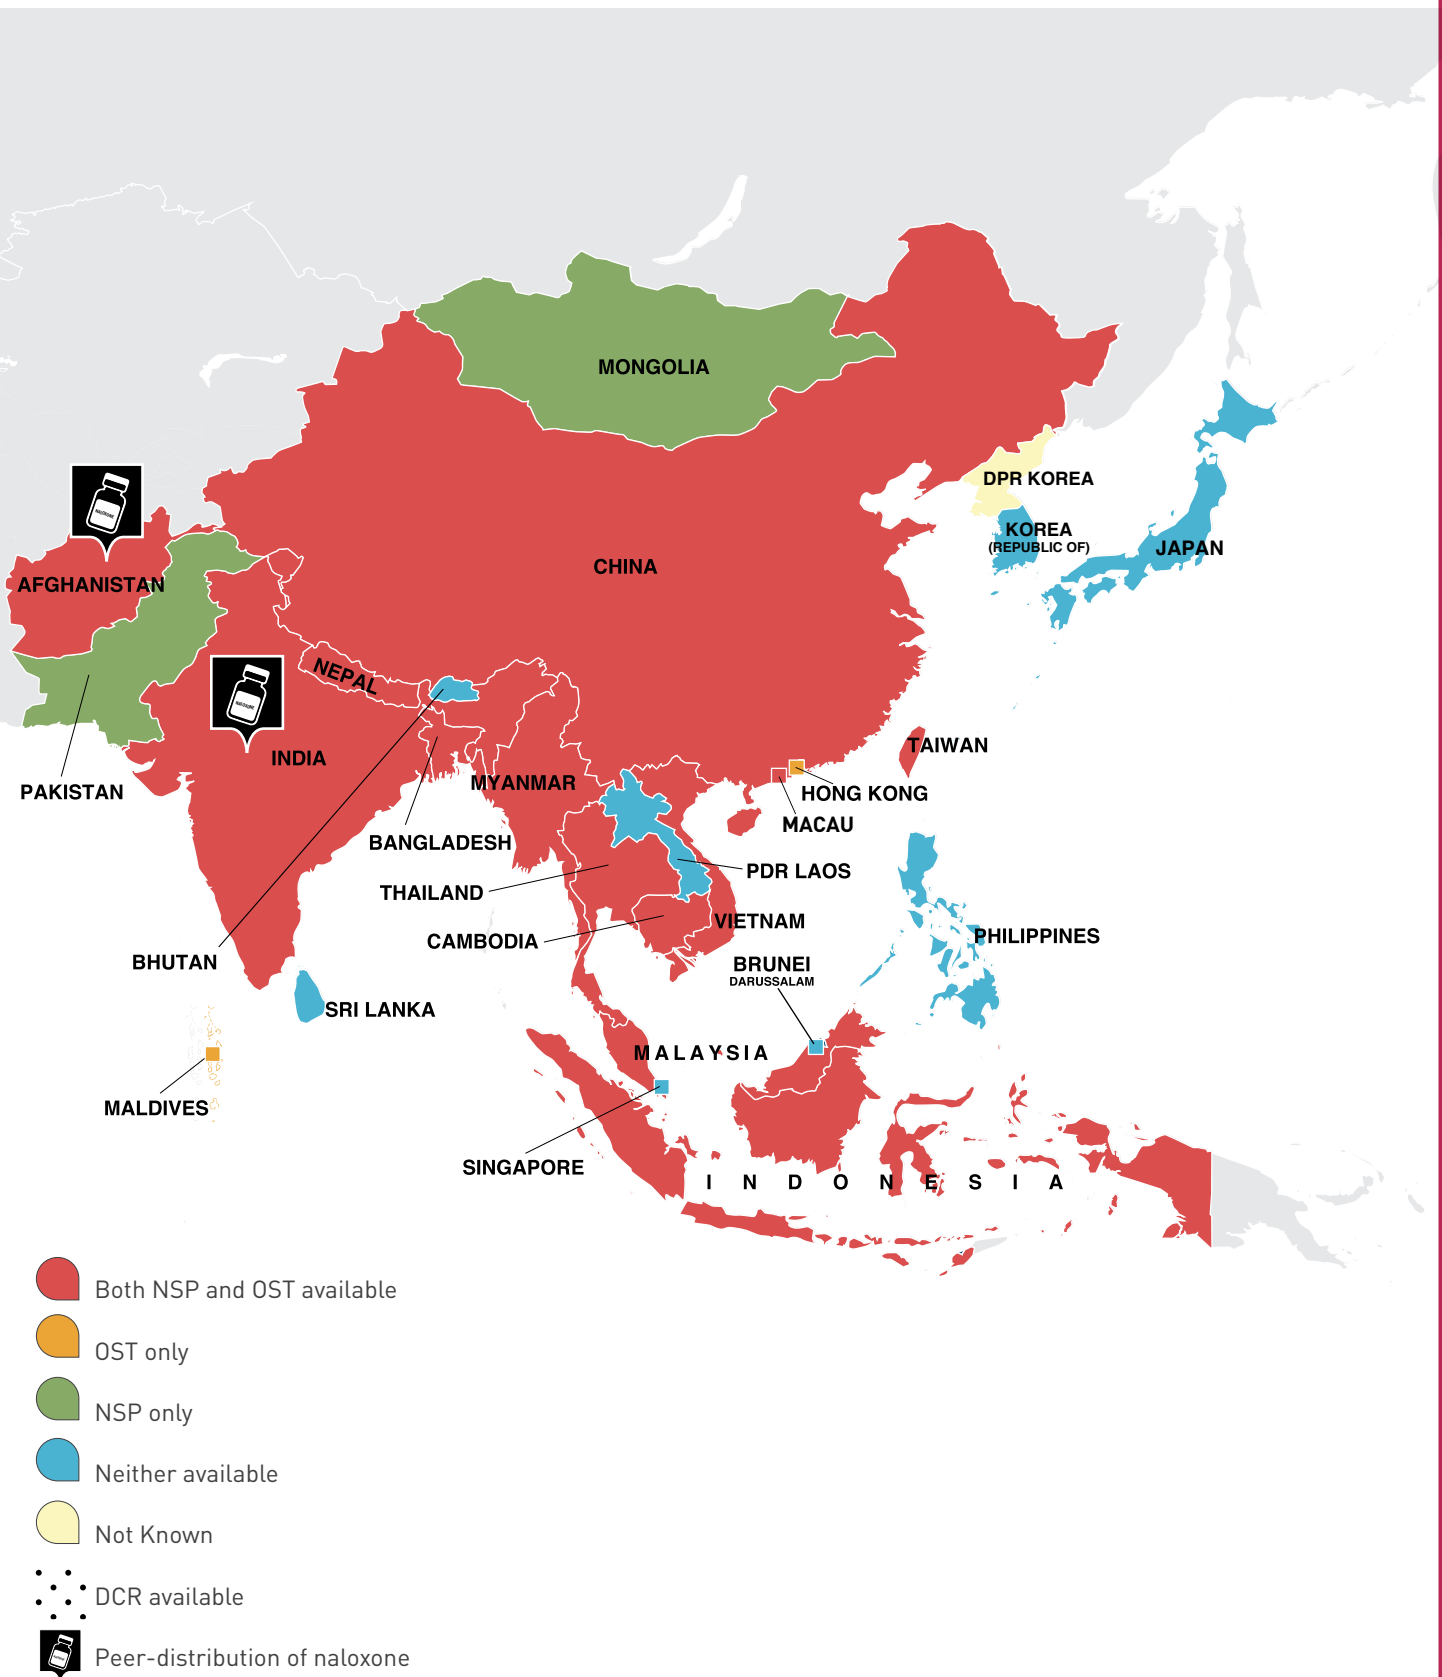 MONGOLIA
DPR KOREA
KOREA
(REPUBLIC OF)
JAPAN
CHINA
AFGHANISTAN
NEPAL
TAIWAN
INDIA
MYANMAR
PAKISTAN
HONG KONG
MACAU
BANGLADESH
PDR LAOS
THAILAND
VIETNAM
CAMBODIA
PHILIPPINES
BHUTAN
BRUNEI
DARUSSALAM
SRI LANKA
MALAYSIA
MALDIVES
SINGAPORE
INDONESIA
Both NSP and OST available
OST only
NSP only
Neither available
Not Known
DCR available
Peer-distribution of naloxone